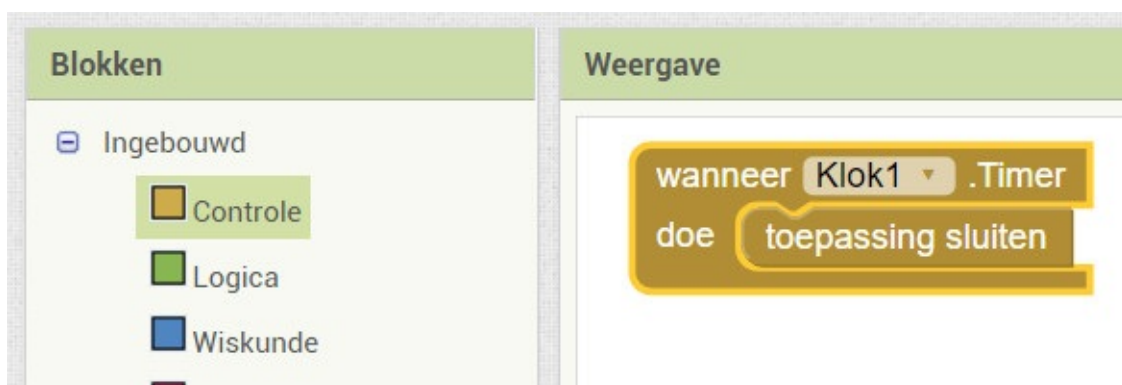 Blokken
Ingebouwd
Controle
Logica
Wiskunde
Weergave
wanneer Klok1 .Timer
doe toepassing sluiten